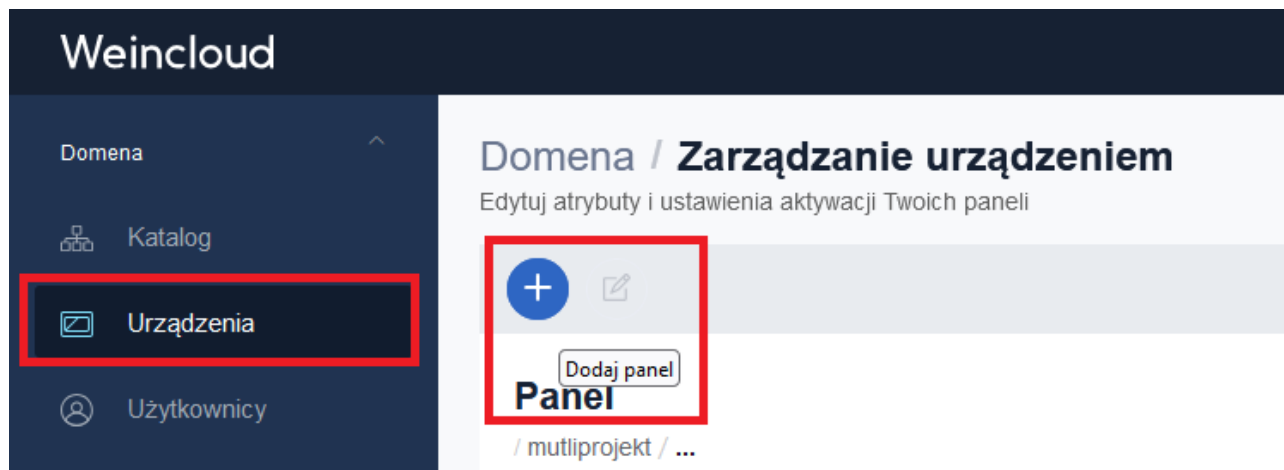 Weincloud
Domena
Katalog
Urządzenia
Użytkownicy
Domena / Zarządzanie urządzeniem
Edytuj atrybuty i ustawienia aktywacji Twoich paneli
Dodaj panel
Panel
/ mutliprojekt / ...